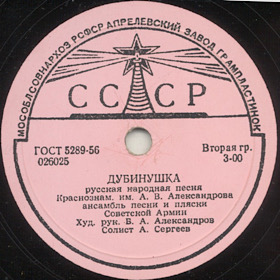 МОСОБЛСОВНАРХОЗ РСФСР АПРЕЛЕВСКИЙ ЗАВОД ГРАМПЛАСТИНОК
СССР
ГОСТ 5289-56 Вторая гр.
026025 3-00
ДУБИНУШКА
русская народная песня
Краснознам. им. А. В. Александрова
ансамбль песни и пляски
Советской Армии
Худ. рук. Б. А. Александров
Солист А. Сергеев